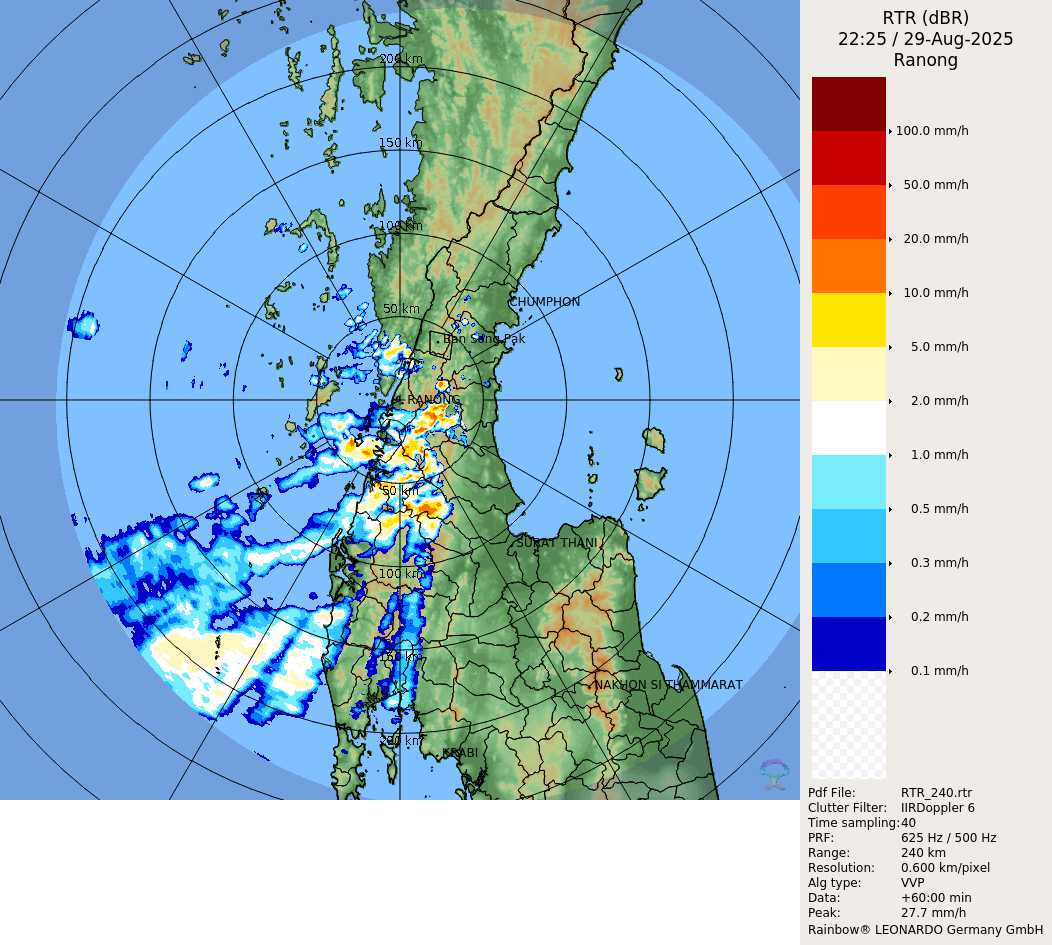 RTR (dBR)
22:25 / 29-Aug-2025
Ranong
200 km
150 km
100 km
50 km
CHUMPHON
Ban Sang Pak
RANONG
50 km
SURAT THANI
100 km
150 km
NAKHON SI THAMMARAT
200 km
KRABI
100.0 mm/h
50.0 mm/h
20.0 mm/h
10.0 mm/h
5.0 mm/h
2.0 mm/h
1.0 mm/h
0.5 mm/h
0.3 mm/h
0.2 mm/h
0.1 mm/h
Pdf File: RTR_240.rtr
Clutter Filter: IIRDoppler 6
Time sampling:40
PRF: 625 Hz / 500 Hz
Range: 240 km
Resolution: 0.600 km/pixel
Alg type: VVP
Data: +60:00 min
Peak: 27.7 mm/h
Rainbow® LEONARDO Germany GmbH